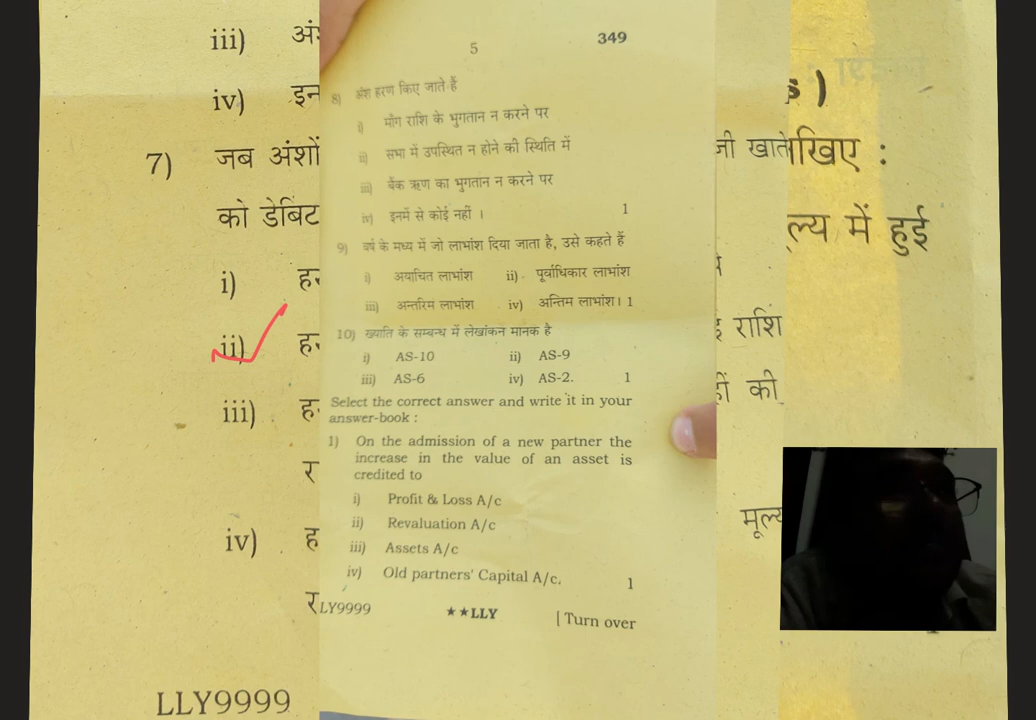 iii)
iv) इन
7) जब अंशों
को डेबिट
i)
ii)
iii)
iv)
LLY9999
5 349
8) अंश हरण किए जाते हैं
i) माँग राशि के भुगतान न करने पर
ii) सभा में उपस्थित न होने की स्थिति में
iii) बैंक ऋण का भुगतान न करने पर
iv) इनमें से कोई नहीं । 1
9) वर्ष के मध्य में जो लाभांश दिया जाता है, उसे कहते हैं
i) अयाचित लाभांश ii) पूर्वाधिकार लाभांश
iii) अन्तरिम लाभांश iv) अन्तिम लाभांश। 1
10) ख्याति के सम्बन्ध में लेखांकन मानक है
i) AS-10 ii) AS-9
iii) AS-6 iv) AS-2. 1
Select the correct answer and write it in your
answer-book :
1) On the admission of a new partner the
increase in the value of an asset is
credited to
i) Profit & Loss A/c
ii) Revaluation A/c
iii) Assets A/c
iv) Old partners' Capital A/c. 1
LY9999 ★★LLY | Turn over
खाते
में हुई
राशि
की